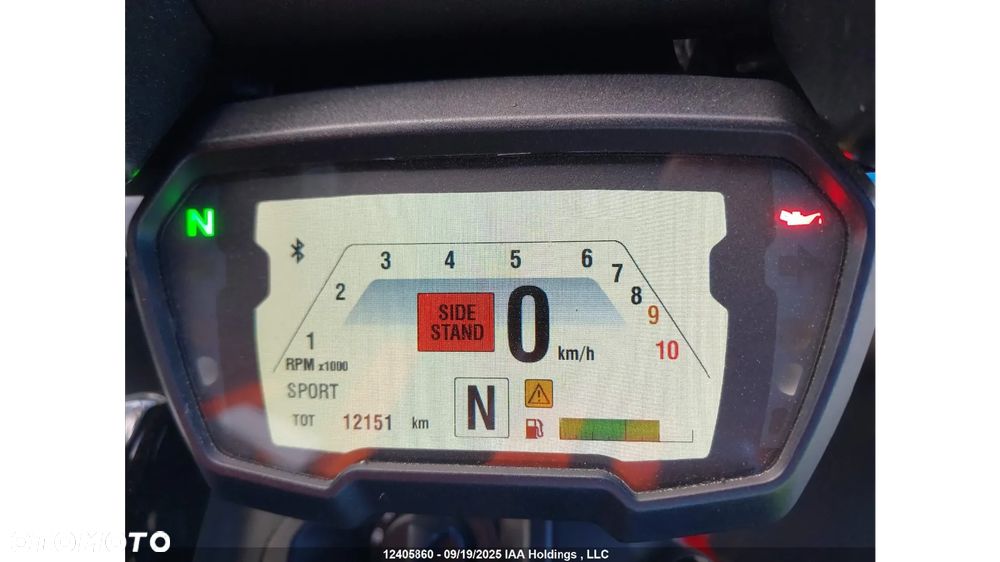 N
3 4 5 6
2 7
8
SIDE
STAND
0
km/h
9
1
10
RPM x1000
SPORT
N
TOT 12151 km
OTOMOTO
12405860 - 09/19/2025 IAA Holdings , LLC